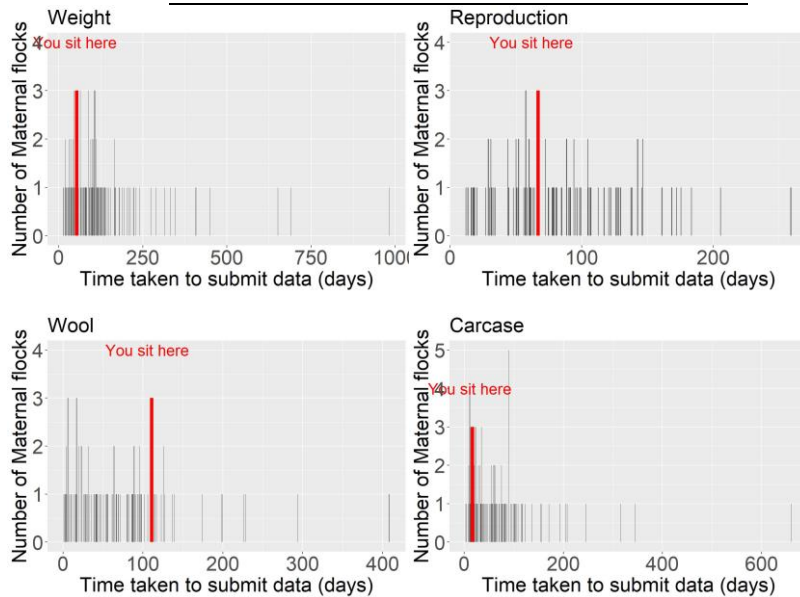 Weight
You sit here
Number of Maternal flocks
4
3
2
1
0
0
250
500
750
1000
Time taken to submit data (days)
Reproduction
You sit here
Number of Maternal flocks
4
3
2
1
0
0
100
200
Time taken to submit data (days)
Wool
You sit here
Number of Maternal flocks
4
3
2
1
0
0
100
200
300
400
Time taken to submit data (days)
Carcase
You sit here
Number of Maternal flocks
5
4
3
2
1
0
0
200
400
600
Time taken to submit data (days)